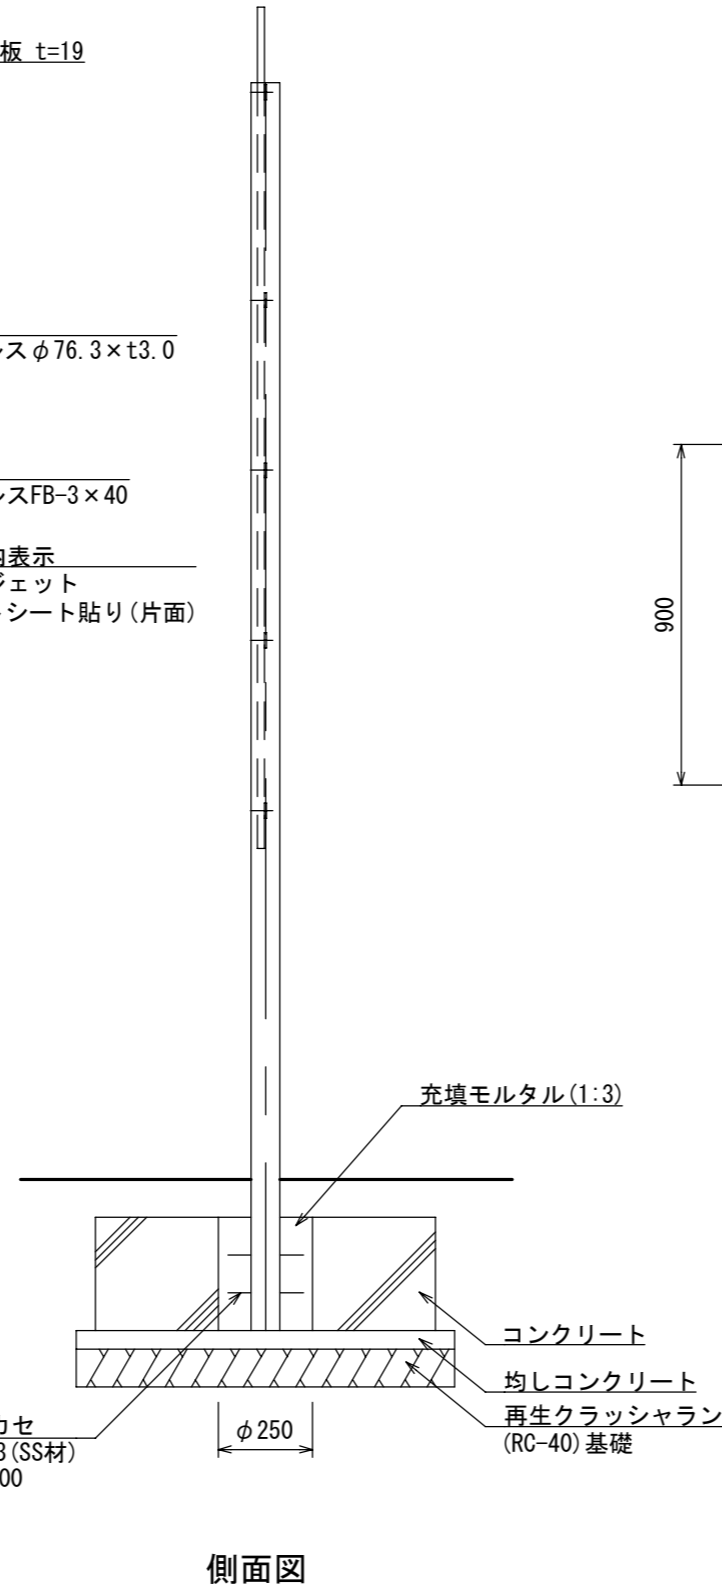 板 t=19
スφ76.3×t3.0
スFB-3×40
内表示
ジェット
シート貼り(片面)
900
充填モルタル(1:3)
コンクリート
均しコンクリート
再生クラッシャラン
(RC-40)基礎
カセ
(SS材)
00
φ250
側面図